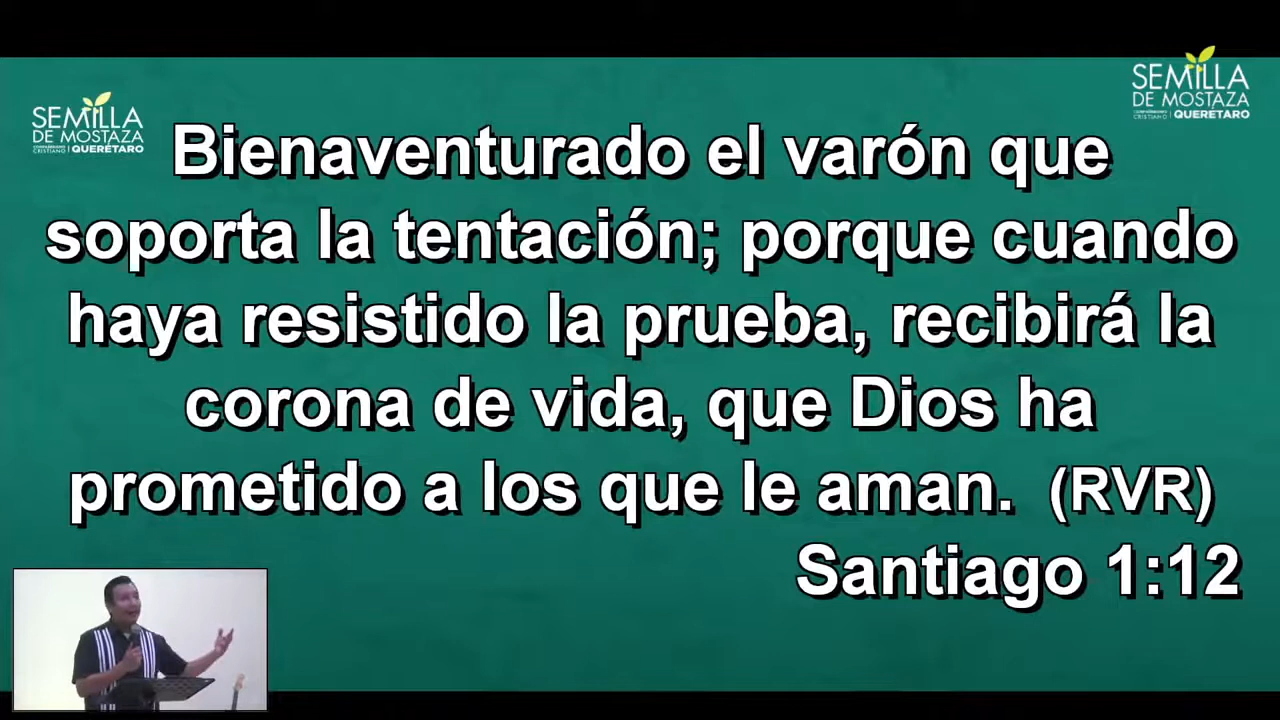 SEMILLA
DE MOSTAZA
CRISTIANO | QUERÉTARO
SEMILLA
DE MOSTAZA
CRISTIANO | QUERÉTARO
Bienaventurado el varón que
soporta la tentación; porque cuando
haya resistido la prueba, recibirá la
corona de vida, que Dios ha
prometido a los que le aman. (RVR)
Santiago 1:12